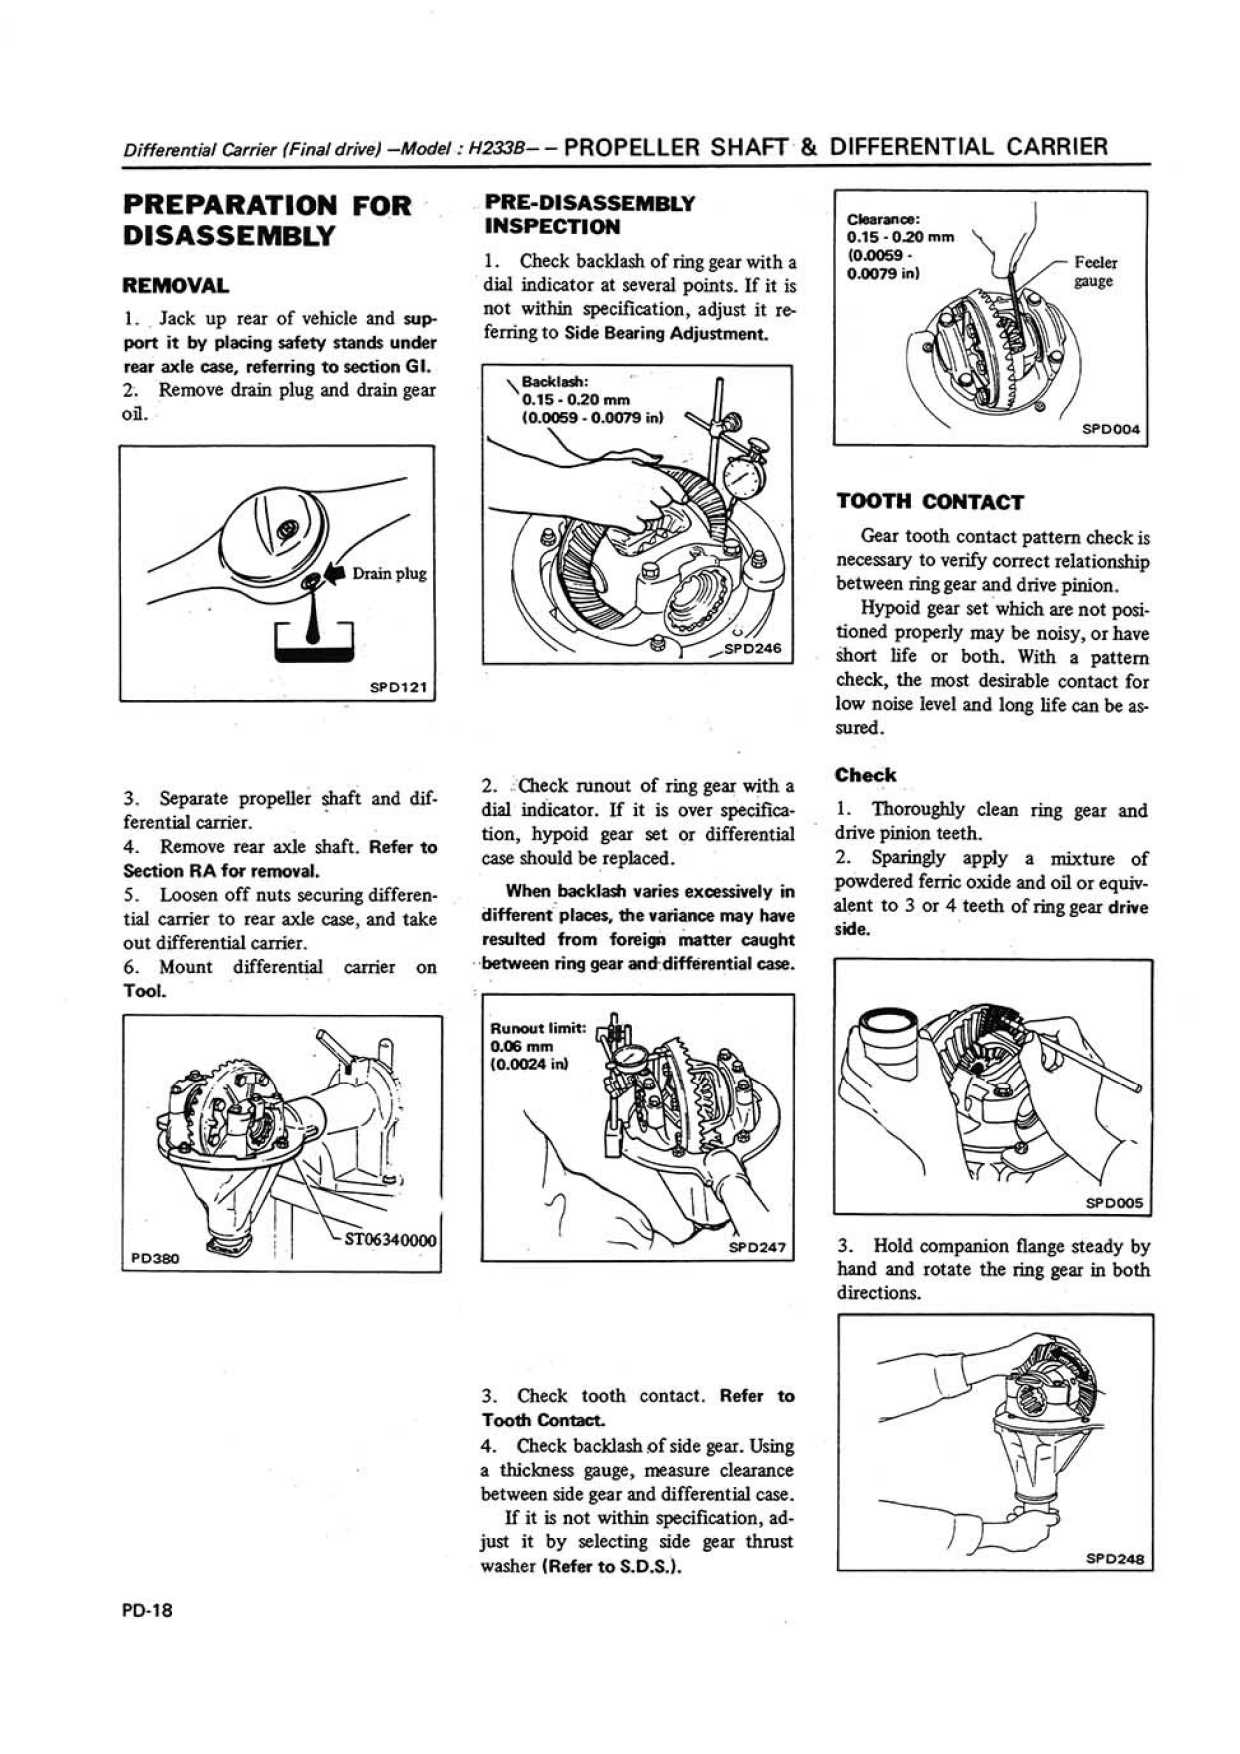 Differential Carrier (Final drive) —Model : H233B— — PROPELLER SHAFT & DIFFERENTIAL CARRIER
PREPARATION FOR
DISASSEMBLY
REMOVAL
1. Jack up rear of vehicle and sup-
port it by placing safety stands under
rear axle case, referring to section GI.
2. Remove drain plug and drain gear
oil.
Drain plug
SPD121
3. Separate propeller shaft and dif-
ferential carrier.
4. Remove rear axle shaft. Refer to
Section RA for removal.
5. Loosen off nuts securing differen-
tial carrier to rear axle case, and take
out differential carrier.
6. Mount differential carrier on
Tool.
ST06340000
PD380
PRE-DISASSEMBLY
INSPECTION
1. Check backlash of ring gear with a
dial indicator at several points. If it is
not within specification, adjust it re-
ferring to Side Bearing Adjustment.
Backlash:
0.15 - 0.20 mm
(0.0059 - 0.0079 in)
SPD246
2. Check runout of ring gear with a
dial indicator. If it is over specifica-
tion, hypoid gear set or differential
case should be replaced.
When backlash varies excessively in
different places, the variance may have
resulted from foreign matter caught
between ring gear and differential case.
Runout limit:
0.06 mm
(0.0024 in)
SPD247
3. Check tooth contact. Refer to
Tooth Contact.
4. Check backlash of side gear. Using
a thickness gauge, measure clearance
between side gear and differential case.
If it is not within specification, ad-
just it by selecting side gear thrust
washer (Refer to S.D.S.).
Clearance:
0.15 - 0.20 mm
(0.0059 -
0.0079 in)
Feeler
gauge
SPD004
TOOTH CONTACT
Gear tooth contact pattern check is
necessary to verify correct relationship
between ring gear and drive pinion.
Hypoid gear set which are not posi-
tioned properly may be noisy, or have
short life or both. With a pattern
check, the most desirable contact for
low noise level and long life can be as-
sured.
Check
1. Thoroughly clean ring gear and
drive pinion teeth.
2. Sparingly apply a mixture of
powdered ferric oxide and oil or equiv-
alent to 3 or 4 teeth of ring gear drive
side.
SPD005
3. Hold companion flange steady by
hand and rotate the ring gear in both
directions.
SPD248
PD-18